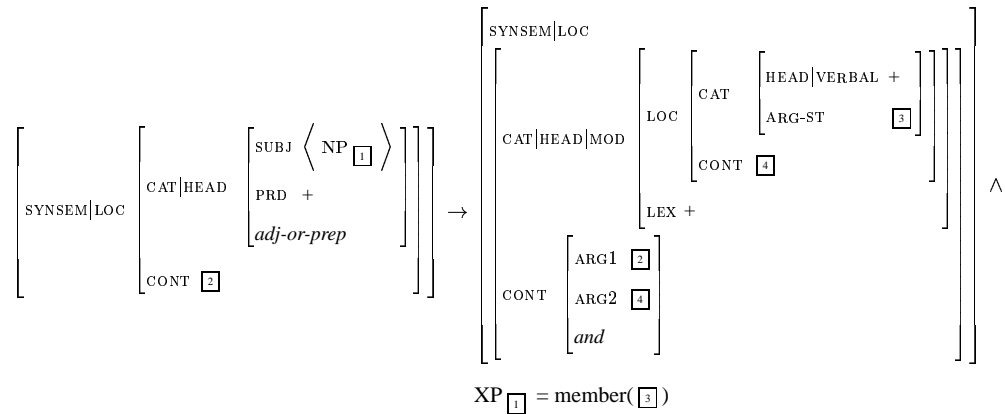 [SYNSEM|LOC [CAT|HEAD [SUBJ ⟨ NP [1] ⟩
PRD +
adj-or-prep]
CONT [2]]]
→
[SYNSEM|LOC
[CAT|HEAD|MOD [LOC [CAT [HEAD|VERBAL +
ARG-ST [3]]
CONT [4]]
LEX +]
CONT [ARG1 [2]
ARG2 [4]
and]]] ∧
XP [1] = member( [3] )